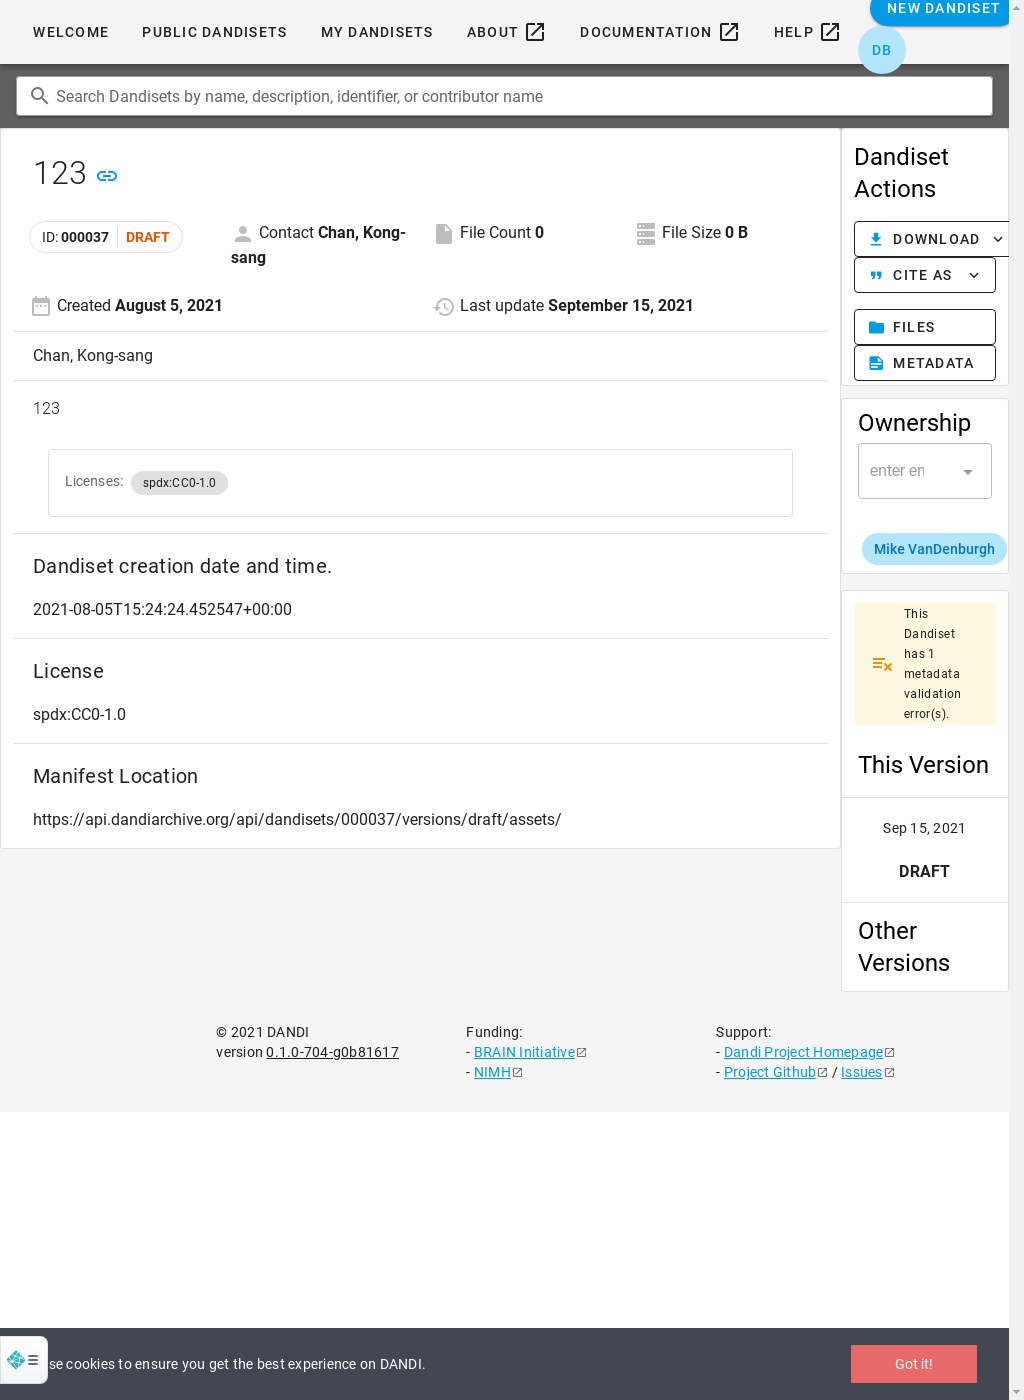 NEW DANDISET
WELCOME PUBLIC DANDISETS MY DANDISETS ABOUT DOCUMENTATION HELP
DB
Search Dandisets by name, description, identifier, or contributor name
123
ID: 000037 DRAFT
Contact Chan, Kong-
sang
File Count 0
File Size 0 B
Created August 5, 2021
Last update September 15, 2021
Chan, Kong-sang
123
Licenses: spdx:CC0-1.0
Dandiset creation date and time.
2021-08-05T15:24:24.452547+00:00
License
spdx:CC0-1.0
Manifest Location
https://api.dandiarchive.org/api/dandisets/000037/versions/draft/assets/
Dandiset
Actions
DOWNLOAD
CITE AS
FILES
METADATA
Ownership
enter en
Mike VanDenburgh
This
Dandiset
has 1
metadata
validation
error(s).
This Version
Sep 15, 2021
DRAFT
Other
Versions
© 2021 DANDI
version 0.1.0-704-g0b81617
Funding:
- BRAIN Initiative
- NIMH
Support:
- Dandi Project Homepage
- Project Github / Issues
se cookies to ensure you get the best experience on DANDI.
Got it!